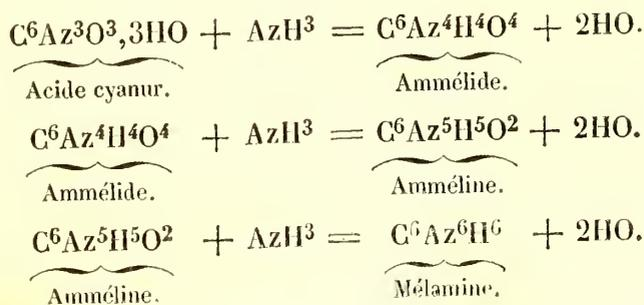 C⁶Az³O³,3HO + AzH³ = C⁶Az⁴H⁴O⁴ + 2HO.
Acide cyanur. Ammélide.
C⁶Az⁴H⁴O⁴ + AzH³ = C⁶Az⁵H⁵O² + 2HO.
Ammélide. Amméline.
C⁶Az⁵H⁵O² + AzH³ = C⁶Az⁶H⁶ + 2HO.
Amméline. Mélamine.